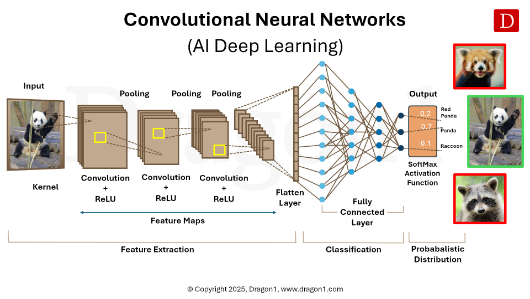 Convolutional Neural Networks
(AI Deep Learning)
D
Input
Pooling
Pooling
Pooling
Output
0.2
Red
Panda
0.7
Panda
0.1
Raccoon
Kernel
Convolution
+
ReLU
Convolution
+
ReLU
Convolution
+
ReLU
Flatten
Layer
SoftMax
Activation
Function
Feature Maps
Fully
Connected
Layer
Feature Extraction
Classification
Probabalistic
Distribution
© Copyright 2025, Dragon1, www.dragon1.com